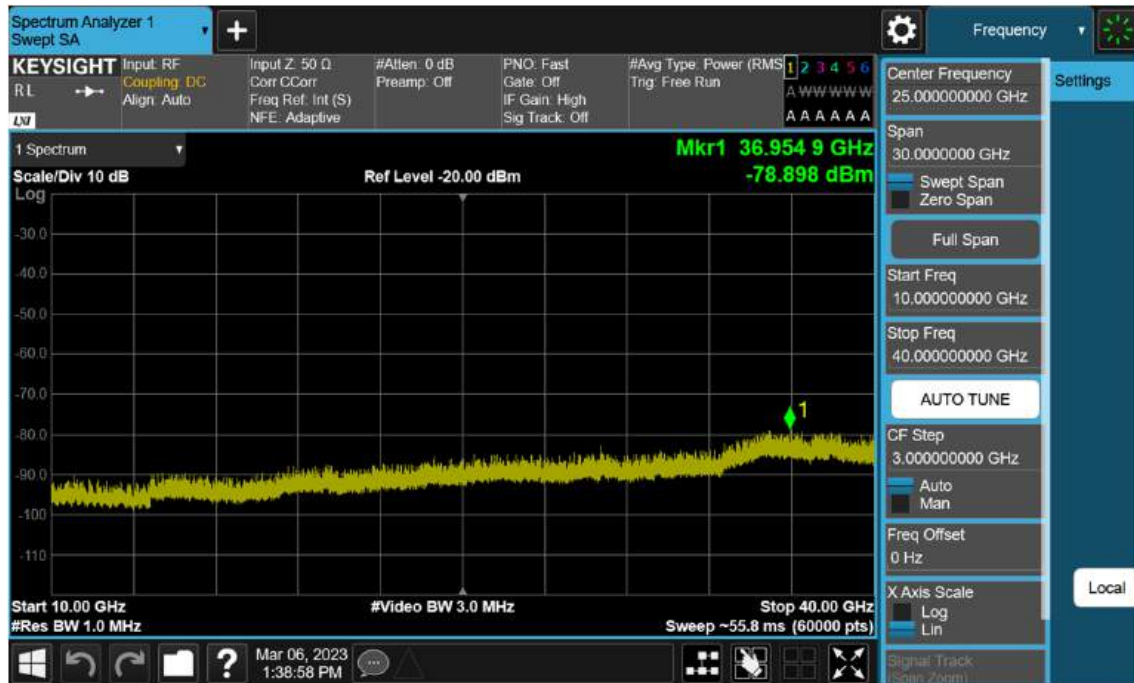 Spectrum Analyzer 1
Swept SA
Frequency
KEYSIGHT
RL
LXI
Input: RF
Coupling: DC
Align: Auto
Input Z: 50 Ω
Corr CCorr
Freq Ref: Int (S)
NFE: Adaptive
#Atten: 0 dB
Preamp: Off
PNO: Fast
Gate: Off
IF Gain: High
Sig Track: Off
#Avg Type: Power (RMS
Trig: Free Run
1 2 3 4 5 6
A W W W W W
A A A A A A
1 Spectrum
Scale/Div 10 dB
Log
Ref Level -20.00 dBm
Mkr1 36.954 9 GHz
-78.898 dBm
-30.0
-40.0
-50.0
-60.0
-70.0
-80.0
-90.0
-100
-110
1
Start 10.00 GHz
#Res BW 1.0 MHz
#Video BW 3.0 MHz
Stop 40.00 GHz
Sweep ~55.8 ms (60000 pts)
Center Frequency
25.000000000 GHz
Settings
Span
30.0000000 GHz
Swept Span
Zero Span
Full Span
Start Freq
10.000000000 GHz
Stop Freq
40.000000000 GHz
AUTO TUNE
CF Step
3.000000000 GHz
Auto
Man
Freq Offset
0 Hz
X Axis Scale
Log
Lin
Local
Signal Track
(Span Zoom)
?
Mar 06, 2023
1:38:58 PM